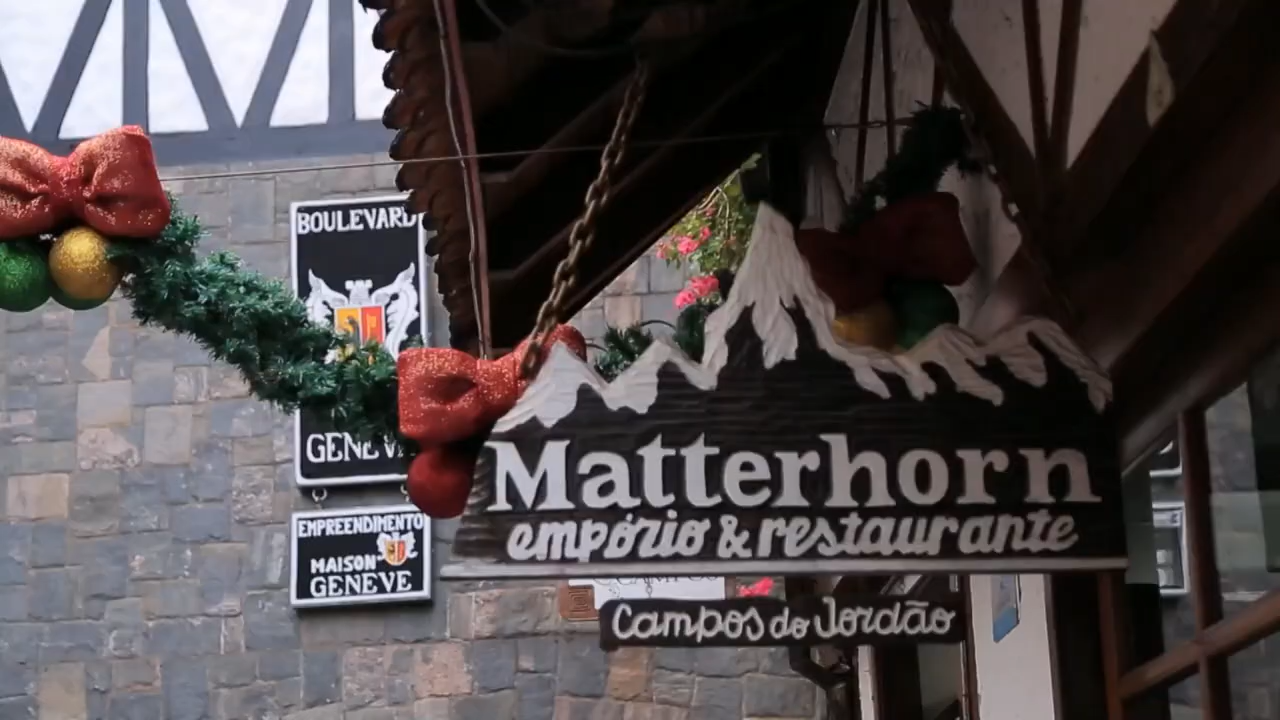 BOULEVARD
GENEV
EMPREENDIMENTO
MAISON
GENEVE
Matterhorn
empório & restaurante
Campos do Jordão